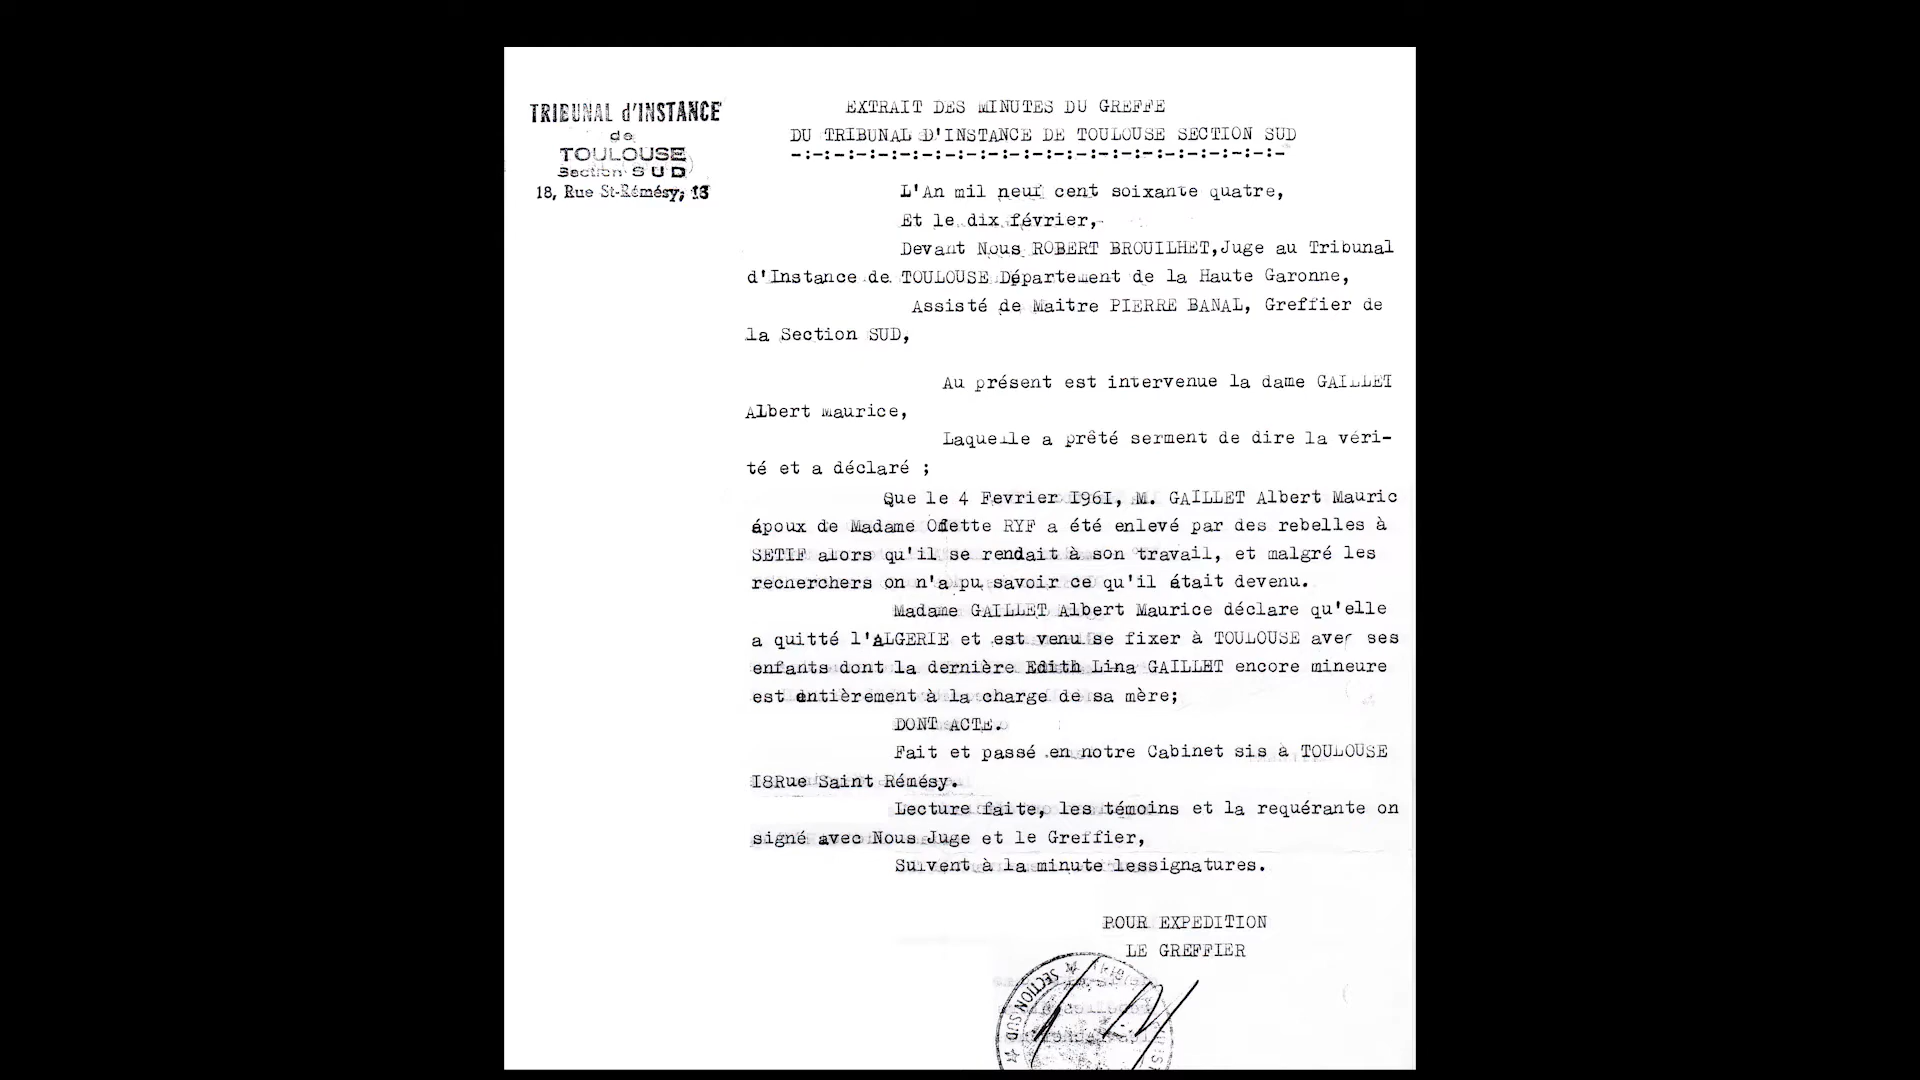 TRIBUNAL d'INSTANCE
de
TOULOUSE
Section SUD
18, Rue St-Rémésy, 18
EXTRAIT DES MINUTES DU GREFFE
DU TRIBUNAL D'INSTANCE DE TOULOUSE SECTION SUD
-:-:-:-:-:-:-:-:-:-:-:-:-:-:-:-:-:-:-:-:-:-:-:-:-:-:-
L'An mil neuf cent soixante quatre,
Et le dix février,
Devant Nous ROBERT BROUILHET,Juge au Tribunal
d'Instance de TOULOUSE Département de la Haute Garonne,
Assisté de Maitre PIERRE BANAL, Greffier de
la Section SUD,
Au présent est intervenue la dame GAILLET
Albert Maurice,
Laquelle a prêté serment de dire la véri-
té et a déclaré ;
Que le 4 Fevrier I96I, M. GAILLET Albert Mauric
époux de Madame Odette RYF a été enlevé par des rebelles à
SETIF alors qu'il se rendait à son travail, et malgré les
recherchers on n'a pu savoir ce qu'il était devenu.
Madame GAILLET Albert Maurice déclare qu'elle
a quitté l'ALGERIE et est venu se fixer à TOULOUSE avec ses
enfants dont la dernière Edith Lina GAILLET encore mineure
est entièrement à la charge de sa mère;
DONT ACTE.
Fait et passé en notre Cabinet sis à TOULOUSE
I8Rue Saint Rémésy.
Lecture faite, les témoins et la requérante on
signé avec Nous Juge et le Greffier,
Suivent à la minute lessignatures.
POUR EXPEDITION
LE GREFFIER
SECTION SUD